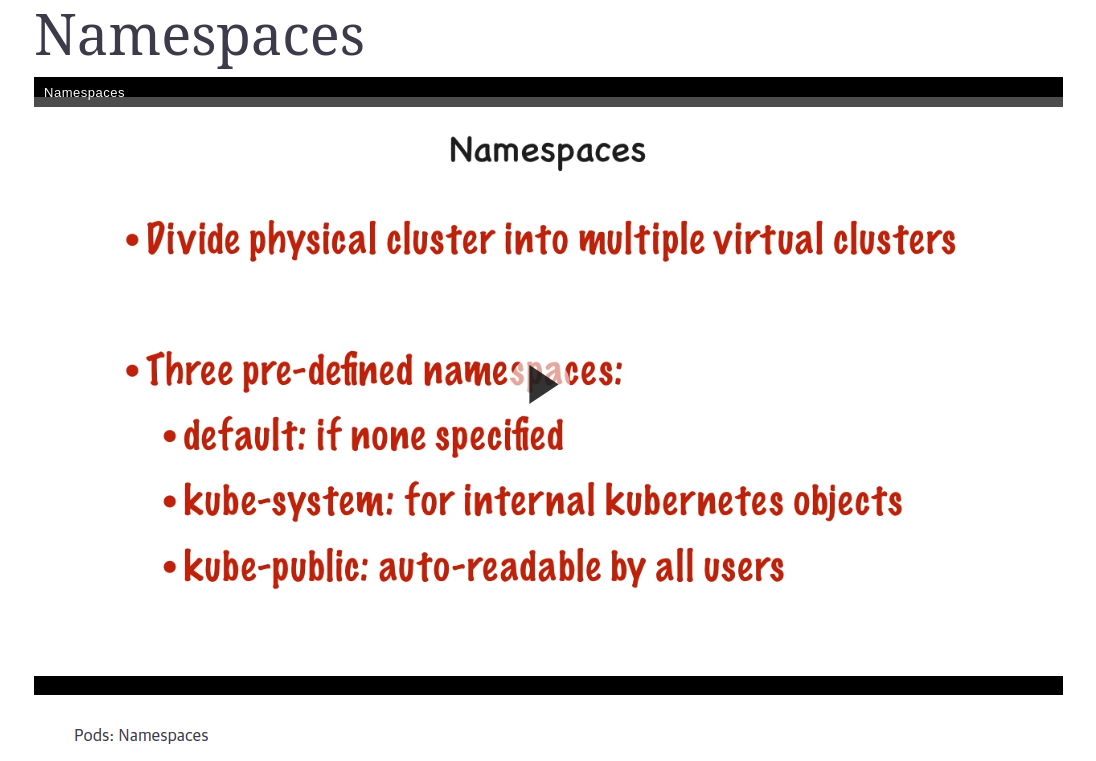 Namespaces
Namespaces
Namespaces
• Divide physical cluster into multiple virtual clusters
• Three pre-defined namespaces:
• default: if none specified
• kube-system: for internal kubernetes objects
• kube-public: auto-readable by all users
Pods: Namespaces